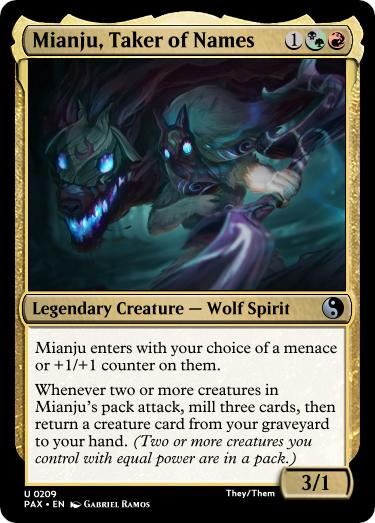 Mianju, Taker of Names 1
Legendary Creature — Wolf Spirit
Mianju enters with your choice of a menace
or +1/+1 counter on them.
Whenever two or more creatures in
Mianju's pack attack, mill three cards, then
return a creature card from your graveyard
to your hand. (Two or more creatures you
control with equal power are in a pack.)
3/1
U 0209
They/Them
PAX • EN Gabriel Ramos